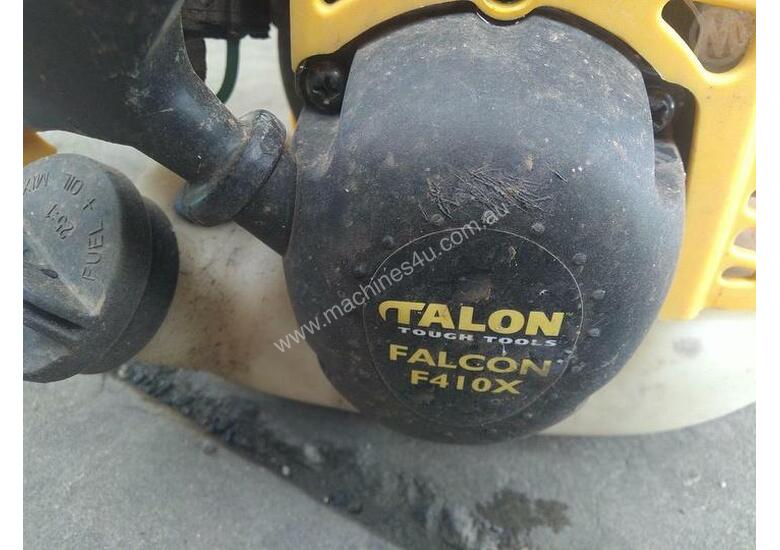 + OIL MIX
25:1
FUEL
www.machines4u.com.au
TALON
TOUGH TOOLS
FALCON
F410X